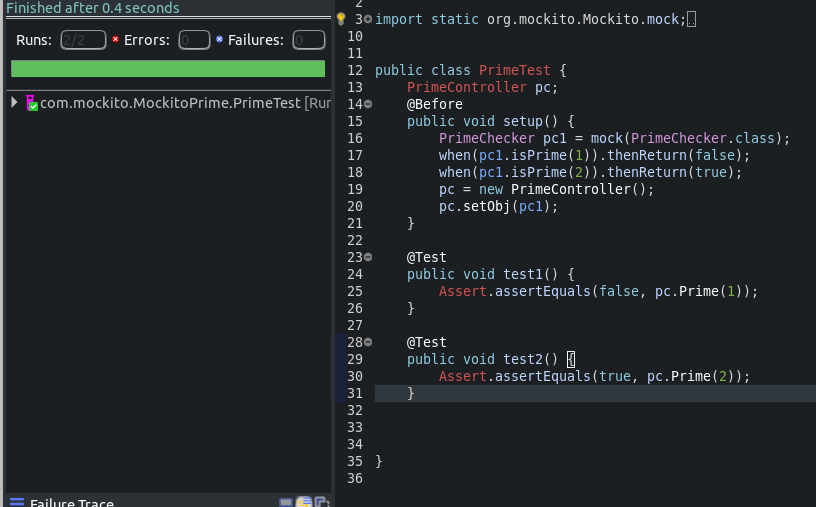 Finished after 0.4 seconds
Runs: 2/2 Errors: 0 Failures: 0
com.mockito.MockitoPrime.PrimeTest [Rur
Failure Trace
2
3 import static org.mockito.Mockito.mock;
10
11
12 public class PrimeTest {
13 PrimeController pc;
14 @Before
15 public void setup() {
16 PrimeChecker pc1 = mock(PrimeChecker.class);
17 when(pc1.isPrime(1)).thenReturn(false);
18 when(pc1.isPrime(2)).thenReturn(true);
19 pc = new PrimeController();
20 pc.setObj(pc1);
21 }
22
23 @Test
24 public void test1() {
25 Assert.assertEquals(false, pc.Prime(1));
26 }
27
28 @Test
29 public void test2() {
30 Assert.assertEquals(true, pc.Prime(2));
31 }
32
33
34
35 }
36